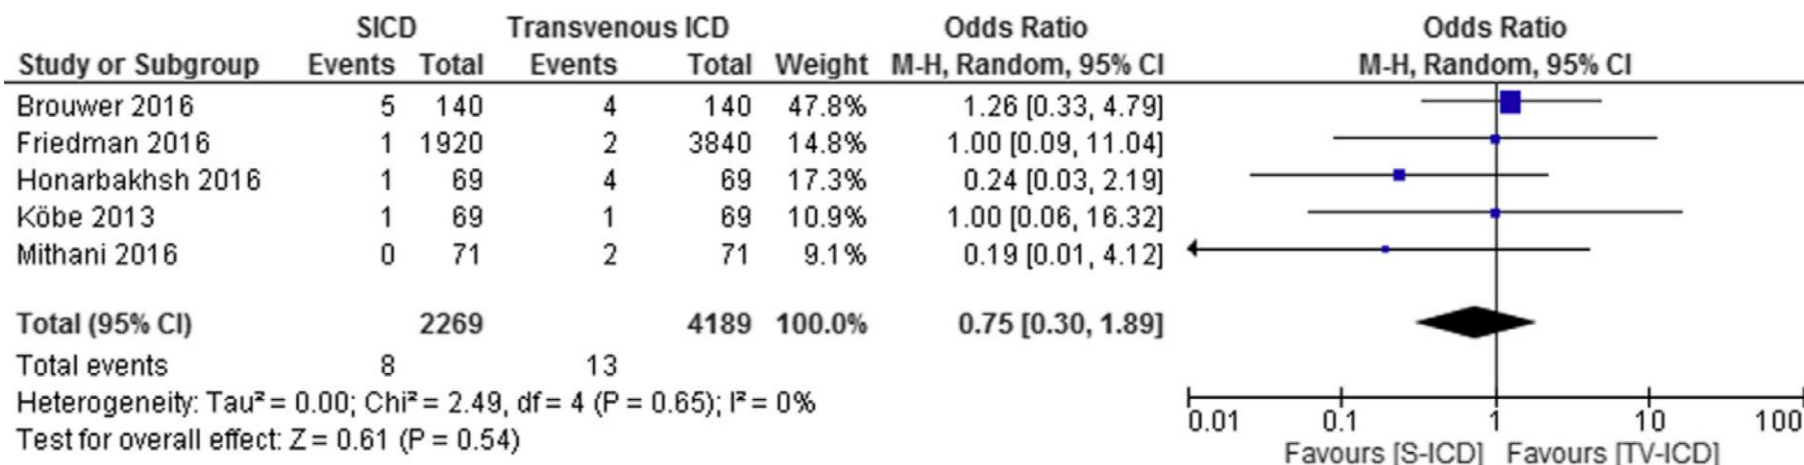 SICD Transvenous ICD Odds Ratio Odds Ratio
Study or Subgroup Events Total Events Total Weight M-H, Random, 95% CI M-H, Random, 95% CI
Brouwer 2016 5 140 4 140 47.8% 1.26 [0.33, 4.79]
Friedman 2016 1 1920 2 3840 14.8% 1.00 [0.09, 11.04]
Honarbakhsh 2016 1 69 4 69 17.3% 0.24 [0.03, 2.19]
Köbe 2013 1 69 1 69 10.9% 1.00 [0.06, 16.32]
Mithani 2016 0 71 2 71 9.1% 0.19 [0.01, 4.12]
Total (95% CI) 2269 4189 100.0% 0.75 [0.30, 1.89]
Total events 8 13
Heterogeneity: Tau² = 0.00; Chi² = 2.49, df = 4 (P = 0.65); I² = 0%
Test for overall effect: Z = 0.61 (P = 0.54)
0.01 0.1 1 10 100
Favours [S-ICD] Favours [TV-ICD]